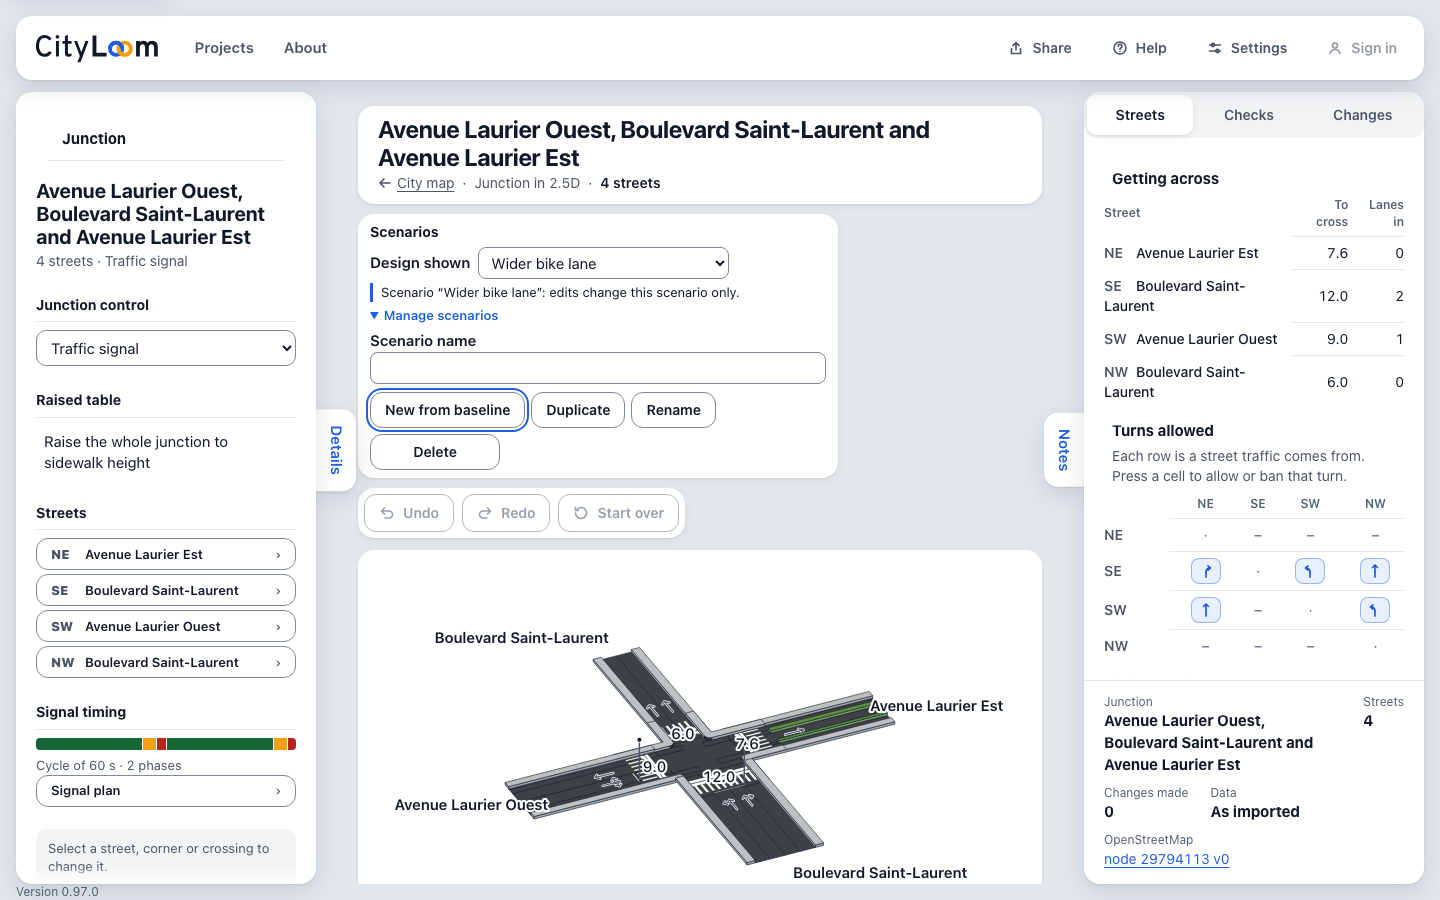 CityLoom
Projects
About
Share
Help
Settings
Sign in
Junction
Avenue Laurier Ouest,
Boulevard Saint-Laurent
and Avenue Laurier Est
4 streets · Traffic signal
Junction control
Traffic signal
Raised table
Raise the whole junction to
sidewalk height
Streets
NE Avenue Laurier Est ›
SE Boulevard Saint-Laurent ›
SW Avenue Laurier Ouest ›
NW Boulevard Saint-Laurent ›
Signal timing
Cycle of 60 s · 2 phases
Signal plan ›
Select a street, corner or crossing to
change it.
Version 0.97.0
Details
Avenue Laurier Ouest, Boulevard Saint-Laurent and
Avenue Laurier Est
← City map · Junction in 2.5D · 4 streets
Scenarios
Design shown Wider bike lane
Scenario “Wider bike lane”: edits change this scenario only.
▼ Manage scenarios
Scenario name
New from baseline
Duplicate
Rename
Delete
Undo
Redo
Start over
Boulevard Saint-Laurent
Avenue Laurier Est
6.0
7.6
9.0
12.0
Avenue Laurier Ouest
Boulevard Saint-Laurent
Notes
Streets
Checks
Changes
Getting across
Street To cross Lanes in
NE Avenue Laurier Est 7.6 0
SE Boulevard Saint-Laurent 12.0 2
SW Avenue Laurier Ouest 9.0 1
NW Boulevard Saint-Laurent 6.0 0
Turns allowed
Each row is a street traffic comes from.
Press a cell to allow or ban that turn.
NE SE SW NW
NE · – – –
SE ·
SW – ·
NW – – – ·
Junction
Avenue Laurier Ouest,
Boulevard Saint-Laurent and
Avenue Laurier Est
Streets
4
Changes made
0
Data
As imported
OpenStreetMap
node 29794113 v0